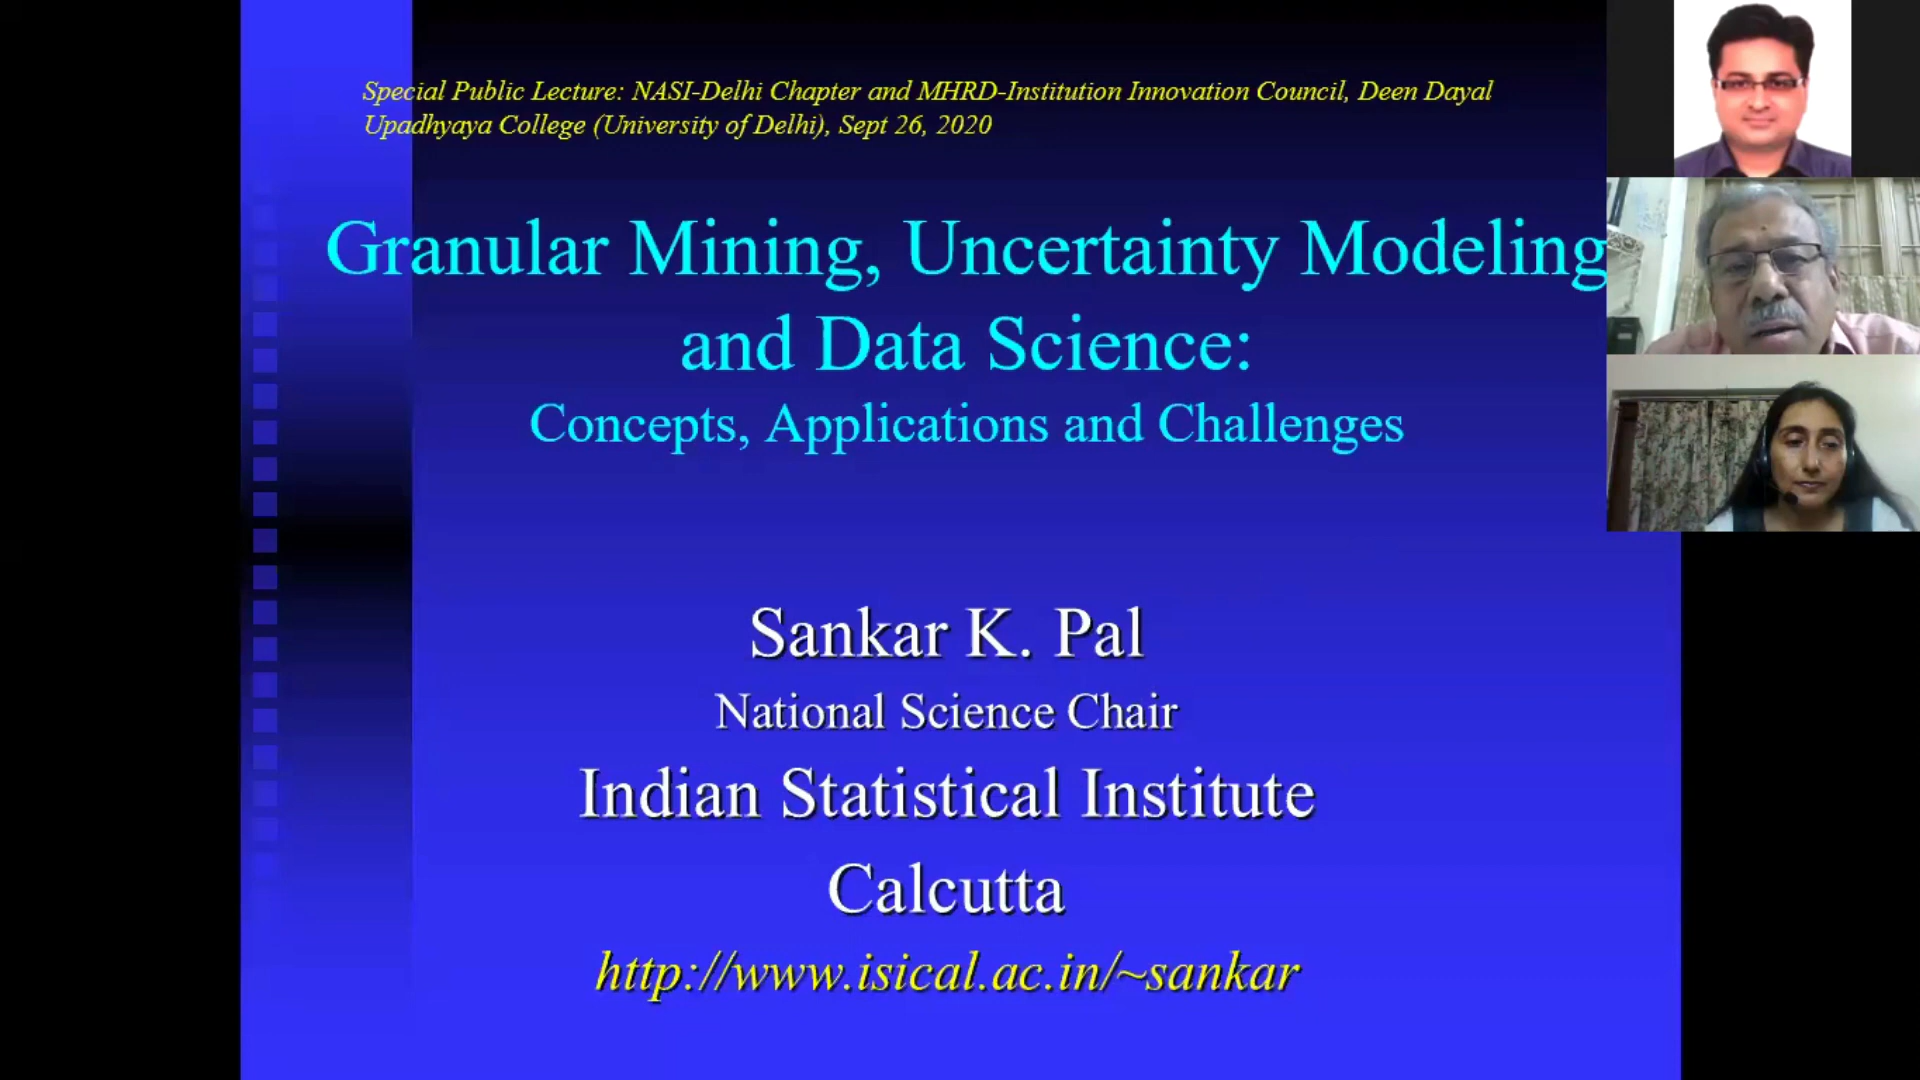 Special Public Lecture: NASI-Delhi Chapter and MHRD-Institution Innovation Council, Deen Dayal
Upadhyaya College (University of Delhi), Sept 26, 2020
Granular Mining, Uncertainty Modeling
and Data Science:
Concepts, Applications and Challenges
Sankar K. Pal
National Science Chair
Indian Statistical Institute
Calcutta
http://www.isical.ac.in/~sankar